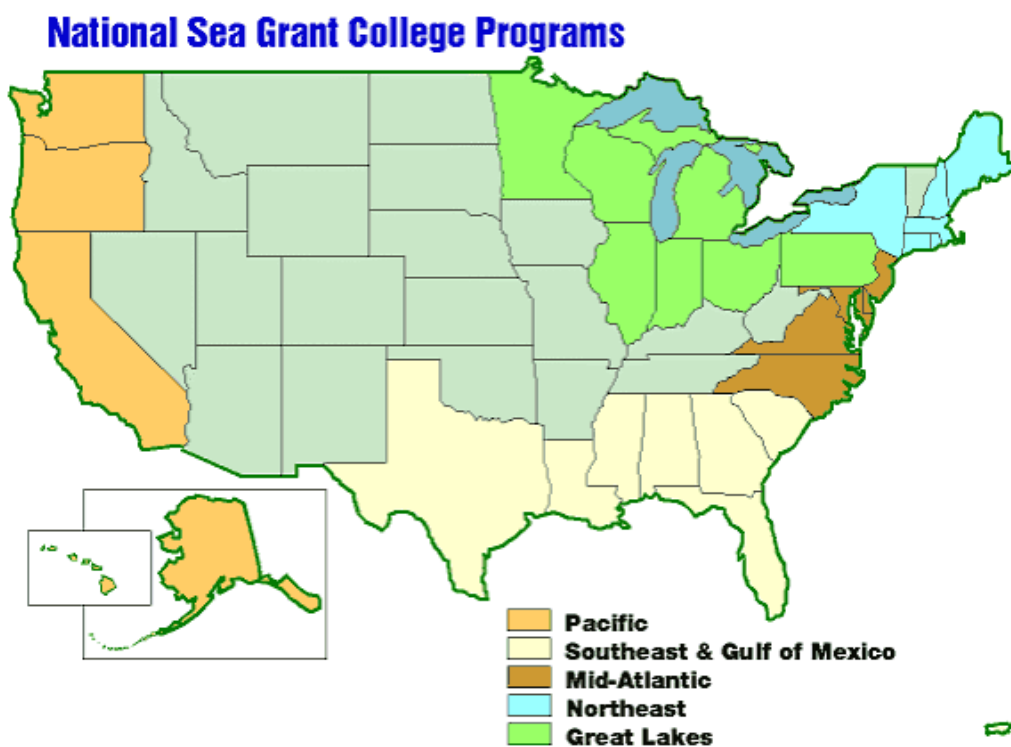 National Sea Grant College Programs
Pacific
Southeast & Gulf of Mexico
Mid-Atlantic
Northeast
Great Lakes